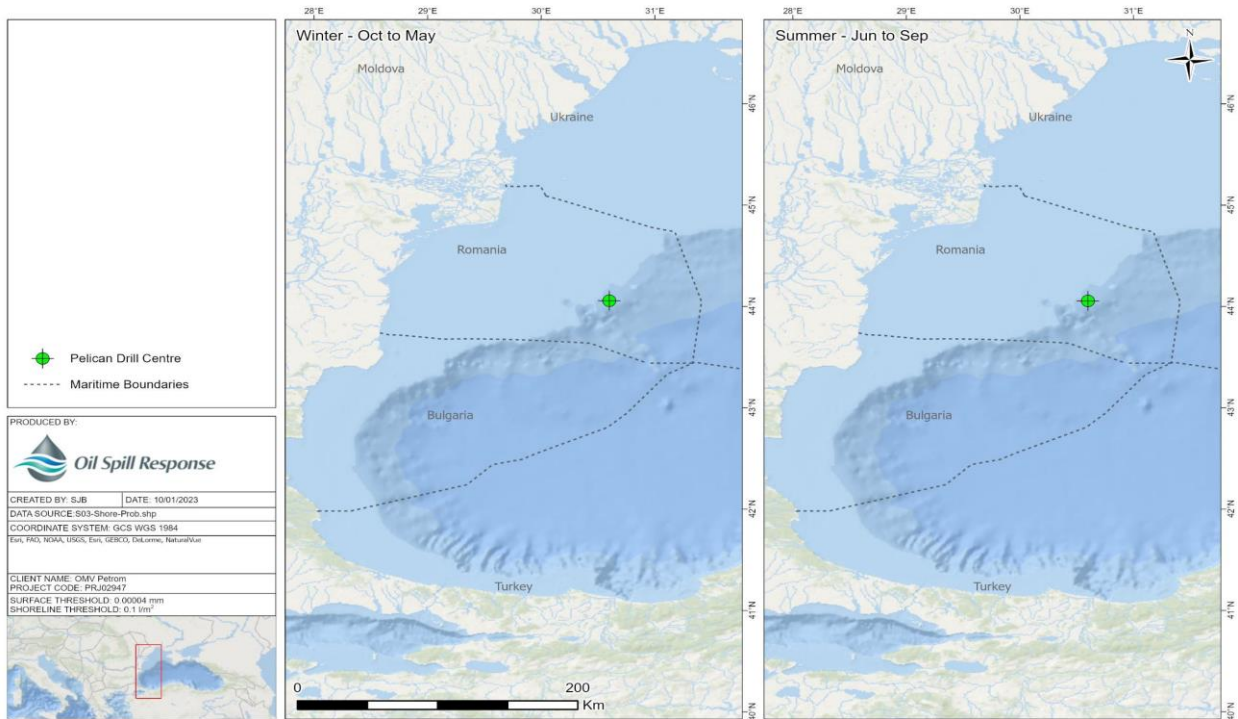 Pelican Drill Centre
Maritime Boundaries
PRODUCED BY:
Oil Spill Response
CREATED BY: SJB
DATE: 10/01/2023
DATA SOURCE:S03-Shore-Prob.shp
COORDINATE SYSTEM: GCS WGS 1984
Esri, FAO, NOAA, USGS, Esri, GEBCO, DeLorme, NaturalVue
CLIENT NAME: OMV Petrom
PROJECT CODE: PRJ02947
SURFACE THRESHOLD: 0.00004 mm
SHORELINE THRESHOLD: 0.1 l/m²
28°E 29°E 30°E 31°E
Winter - Oct to May
Moldova
Ukraine
Romania
Bulgaria
Turkey
0 200
Km
46°N
45°N
44°N
43°N
42°N
41°N
40°N
28°E 29°E 30°E 31°E
Summer - Jun to Sep
N
Moldova
Ukraine
Romania
Bulgaria
Turkey
46°N
45°N
44°N
43°N
42°N
41°N
40°N